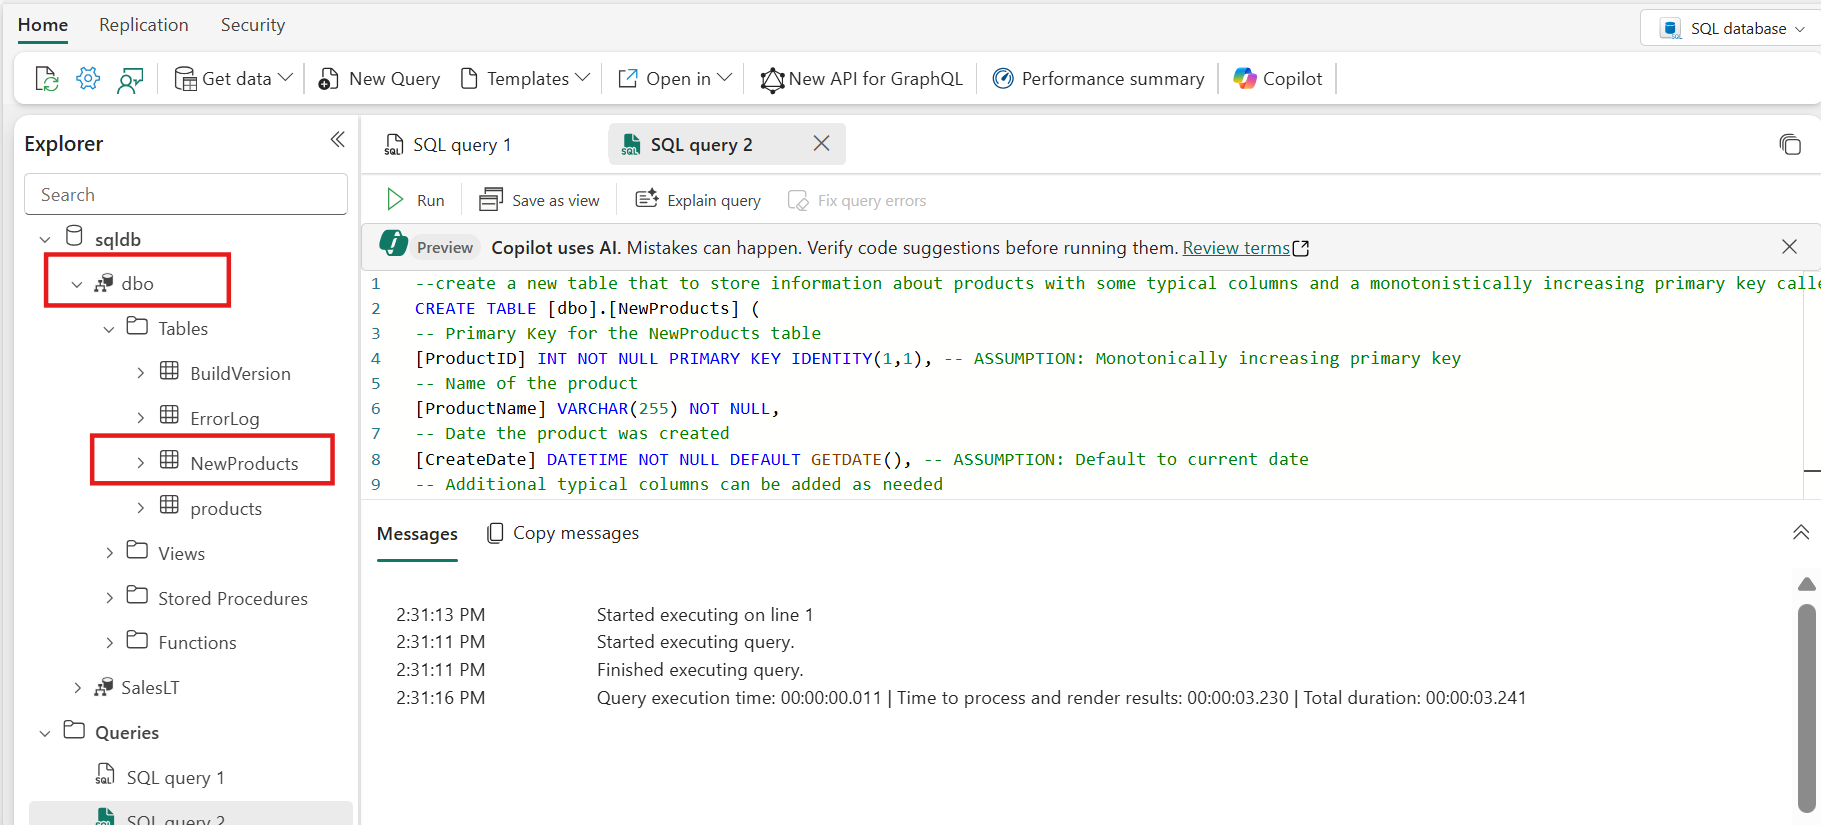 Home Replication Security SQL database
Get data New Query Templates Open in New API for GraphQL Performance summary Copilot
Explorer
Search
sqldb
dbo
Tables
BuildVersion
ErrorLog
NewProducts
products
Views
Stored Procedures
Functions
SalesLT
Queries
SQL query 1
SQL query 2
SQL query 1 SQL query 2
Run Save as view Explain query Fix query errors
Preview Copilot uses AI. Mistakes can happen. Verify code suggestions before running them. Review terms
1 --create a new table that to store information about products with some typical columns and a monotonistically increasing primary key calle
2 CREATE TABLE [dbo].[NewProducts] (
3 -- Primary Key for the NewProducts table
4 [ProductID] INT NOT NULL PRIMARY KEY IDENTITY(1,1), -- ASSUMPTION: Monotonically increasing primary key
5 -- Name of the product
6 [ProductName] VARCHAR(255) NOT NULL,
7 -- Date the product was created
8 [CreateDate] DATETIME NOT NULL DEFAULT GETDATE(), -- ASSUMPTION: Default to current date
9 -- Additional typical columns can be added as needed
Messages Copy messages
2:31:13 PM Started executing on line 1
2:31:11 PM Started executing query.
2:31:11 PM Finished executing query.
2:31:16 PM Query execution time: 00:00:00.011 | Time to process and render results: 00:00:03.230 | Total duration: 00:00:03.241